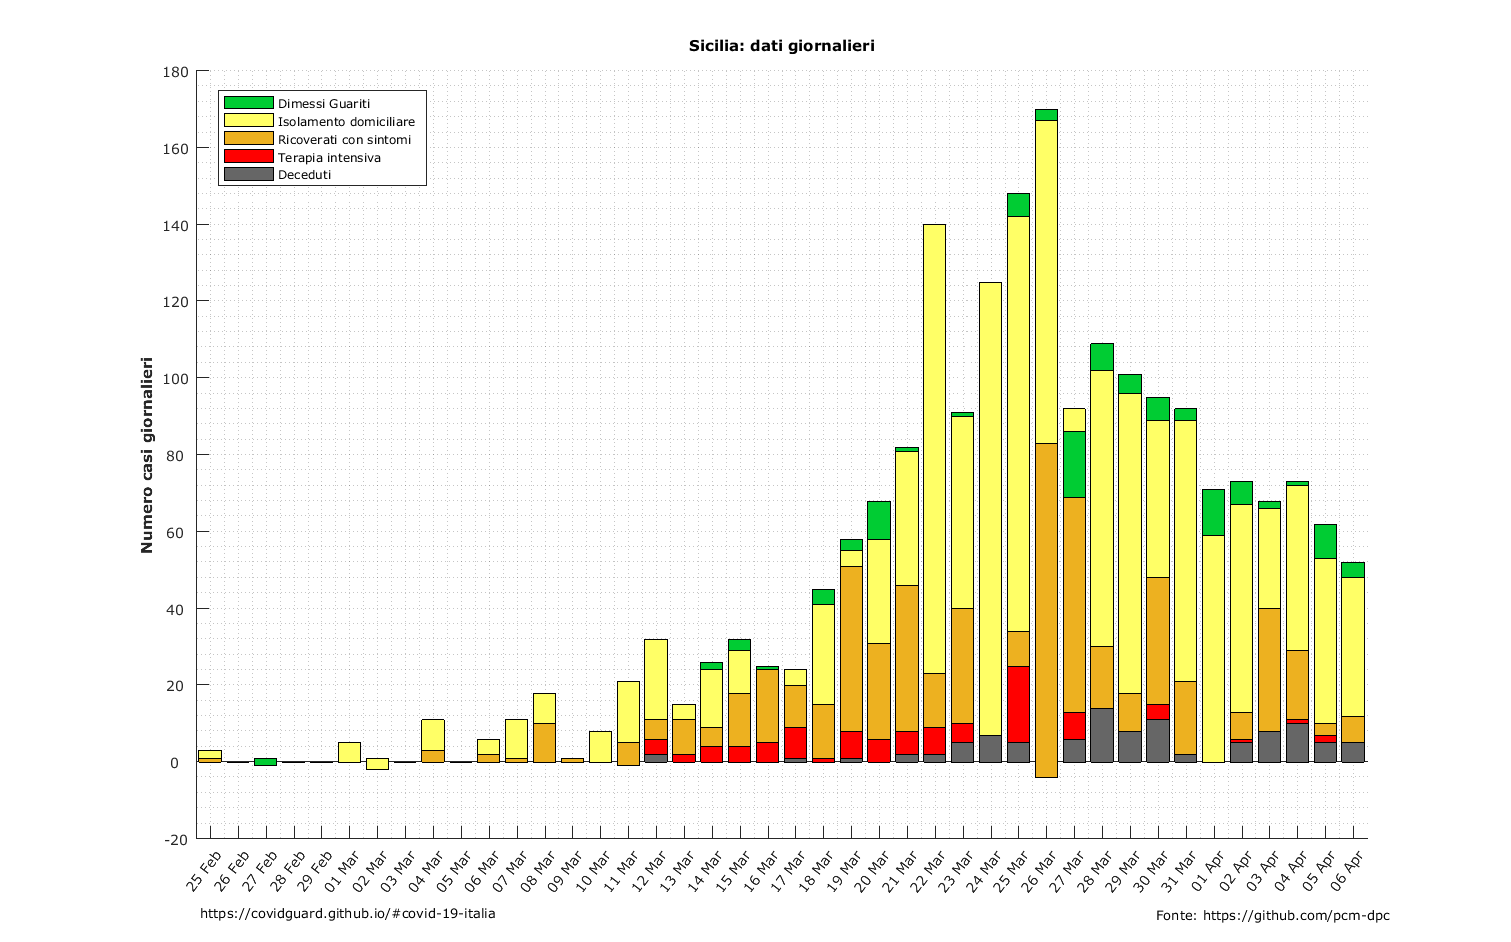 Sicilia: dati giornalieri
180
160
140
120
100
80
60
40
20
0
-20
Numero casi giornalieri
Dimessi Guariti
Isolamento domiciliare
Ricoverati con sintomi
Terapia intensiva
Deceduti
25 Feb
26 Feb
27 Feb
28 Feb
29 Feb
01 Mar
02 Mar
03 Mar
04 Mar
05 Mar
06 Mar
07 Mar
08 Mar
09 Mar
10 Mar
11 Mar
12 Mar
13 Mar
14 Mar
15 Mar
16 Mar
17 Mar
18 Mar
19 Mar
20 Mar
21 Mar
22 Mar
23 Mar
24 Mar
25 Mar
26 Mar
27 Mar
28 Mar
29 Mar
30 Mar
31 Mar
01 Apr
02 Apr
03 Apr
04 Apr
05 Apr
06 Apr
https://covidguard.github.io/#covid-19-italia
Fonte: https://github.com/pcm-dpc